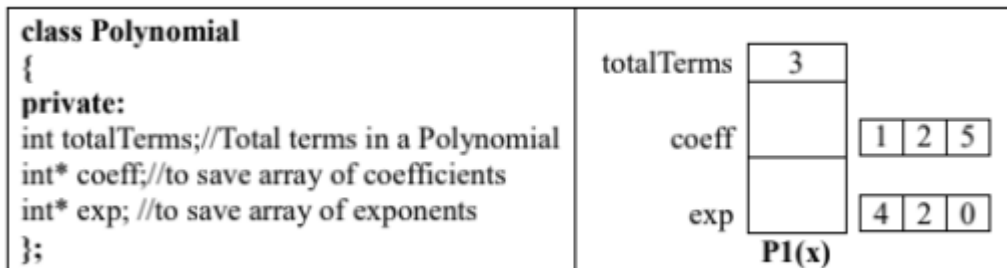 class Polynomial
{
private:
int totalTerms;//Total terms in a Polynomial
int* coeff;//to save array of coefficients
int* exp; //to save array of exponents
};
totalTerms 3
coeff 1 2 5
exp 4 2 0
P1(x)